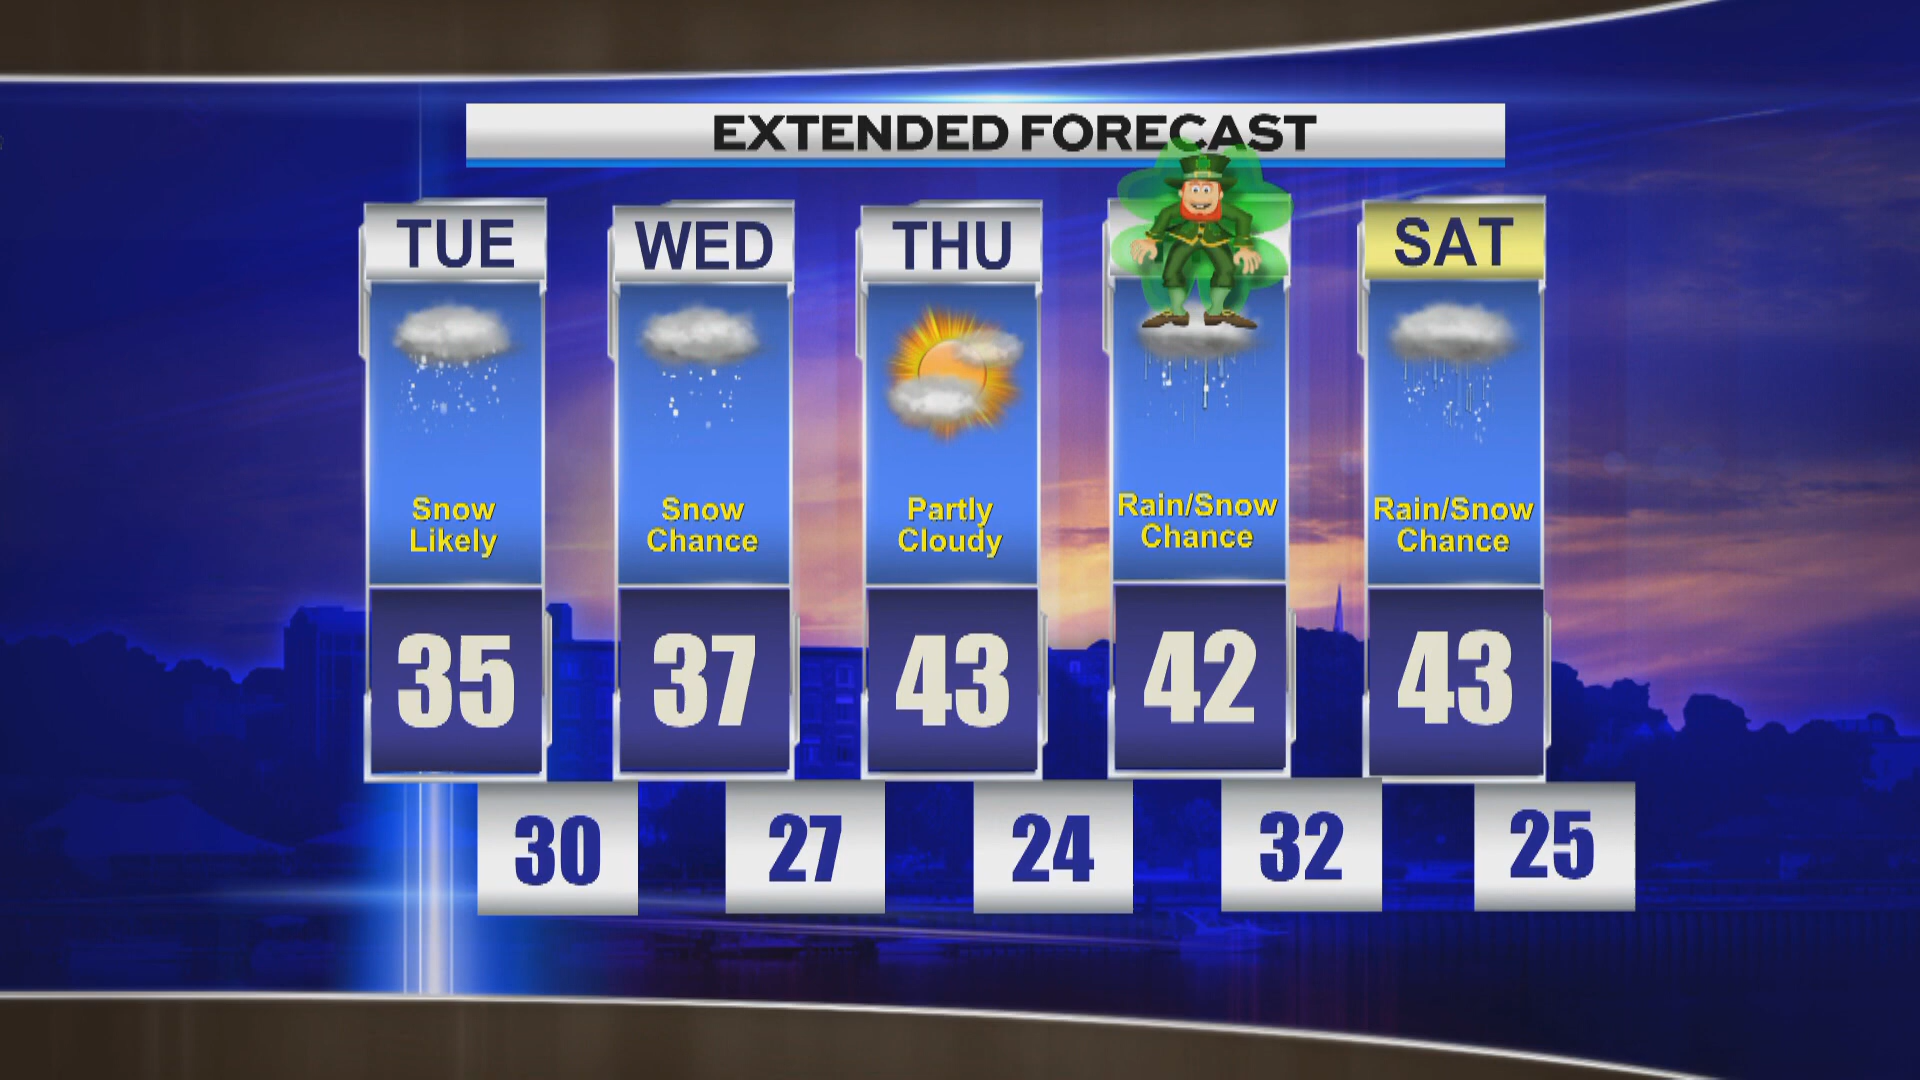 EXTENDED FORECAST
TUE
WED
THU
SAT
Snow
Likely
Snow
Chance
Partly
Cloudy
Rain/Snow
Chance
Rain/Snow
Chance
35
37
43
42
43
30
27
24
32
25